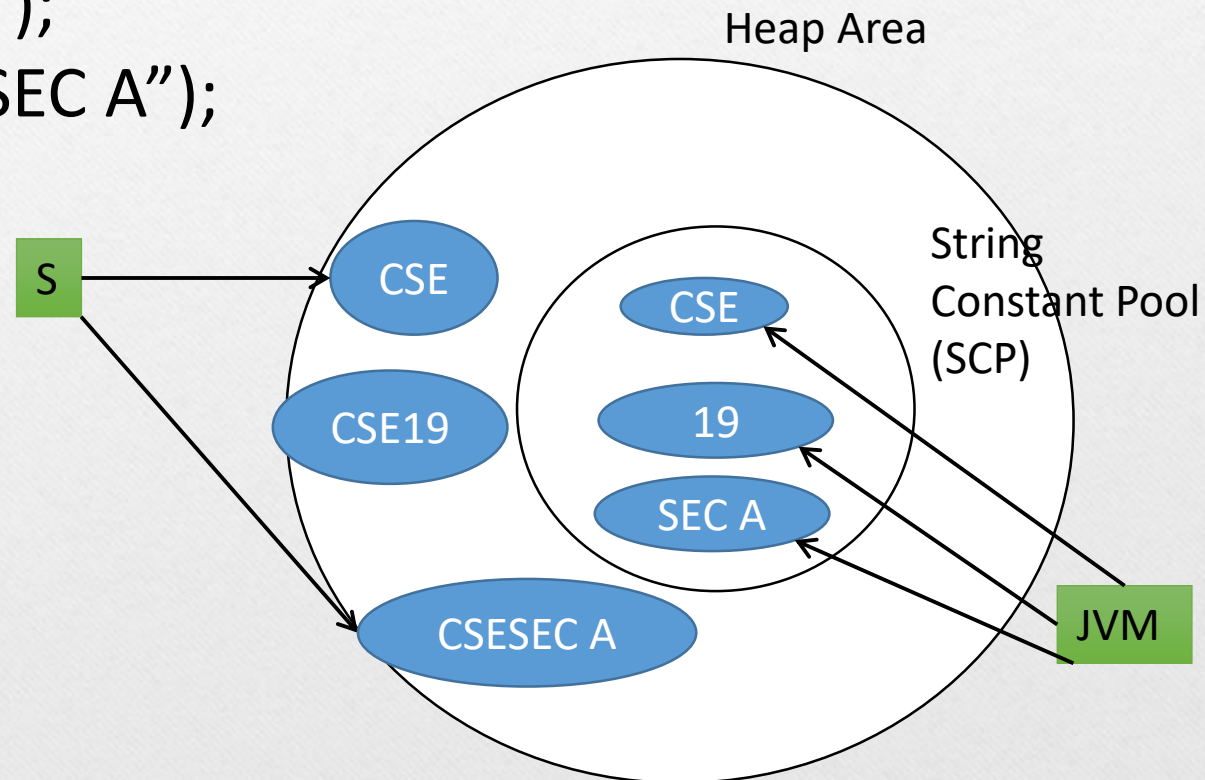 ”);
SEC A”);
Heap Area
S
CSE
CSE19
CSESEC A
CSE
19
SEC A
String
Constant Pool
(SCP)
JVM